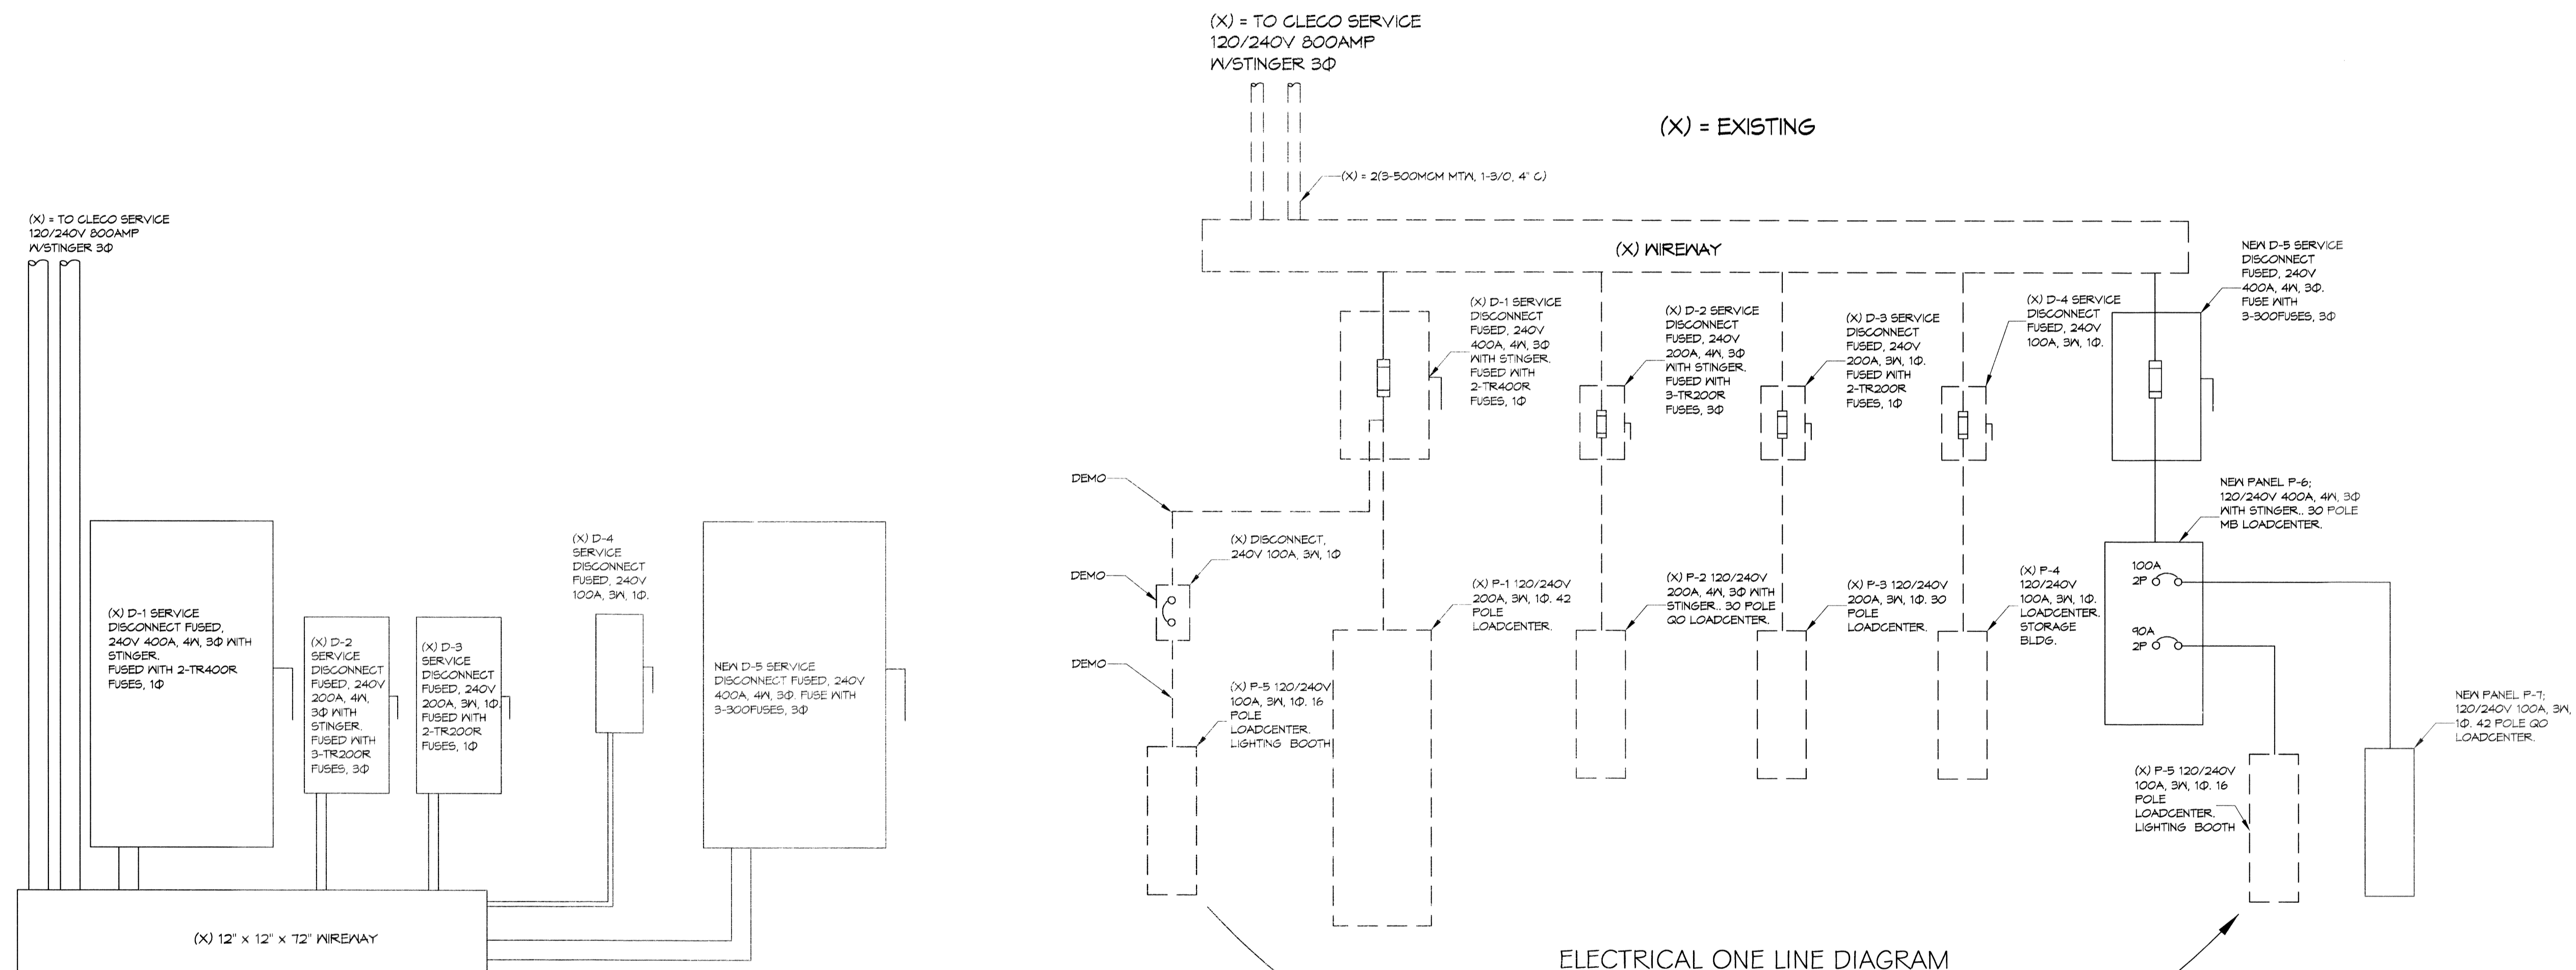 (X) = TO CLECO SERVICE
120/240V 800AMP
W/STINGER 3Φ
(X) D-1 SERVICE
DISCONNECT FUSED,
240V 400A, 4W, 3Φ WITH
STINGER.
FUSED WITH 2-TR400R
FUSES, 1Φ
(X) D-2
SERVICE
DISCONNECT
FUSED, 240V
200A, 4W,
3Φ WITH
STINGER.
FUSED WITH
3-TR200R
FUSES, 3Φ
(X) D-3
SERVICE
DISCONNECT
FUSED, 240V
200A, 3W, 1Φ.
FUSED WITH
2-TR200R
FUSES, 1Φ
(X) D-4
SERVICE
DISCONNECT
FUSED, 240V
100A, 3W, 1Φ.
NEW D-5 SERVICE
DISCONNECT FUSED, 240V
400A, 4W, 3Φ. FUSE WITH
3-300FUSES, 3Φ
(X) 12" x 12" x 72" WIREWAY
(X) = TO CLECO SERVICE
120/240V 800AMP
W/STINGER 3Φ
(X) = EXISTING
(X) = 2(3-500MCM MTW, 1-3/0, 4" C)
(X) WIREWAY
(X) D-1 SERVICE
DISCONNECT
FUSED, 240V
400A, 4W, 3Φ
WITH STINGER.
FUSED WITH
2-TR400R
FUSES, 1Φ
(X) D-2 SERVICE
DISCONNECT
FUSED, 240V
200A, 4W, 3Φ
WITH STINGER.
FUSED WITH
3-TR200R
FUSES, 3Φ
(X) D-3 SERVICE
DISCONNECT
FUSED, 240V
200A, 3W, 1Φ.
FUSED WITH
2-TR200R
FUSES, 1Φ
(X) D-4 SERVICE
DISCONNECT
FUSED, 240V
100A, 3W, 1Φ.
NEW D-5 SERVICE
DISCONNECT
FUSED, 240V
400A, 4W, 3Φ.
FUSE WITH
3-300FUSES, 3Φ
DEMO
(X) DISCONNECT,
240V 100A, 3W, 1Φ
DEMO
DEMO
(X) P-5 120/240V
100A, 3W, 1Φ. 16
POLE
LOADCENTER.
LIGHTING BOOTH
(X) P-1 120/240V
200A, 3W, 1Φ. 42
POLE
LOADCENTER.
(X) P-2 120/240V
200A, 4W, 3Φ WITH
STINGER.. 30 POLE
QO LOADCENTER.
(X) P-3 120/240V
200A, 3W, 1Φ. 30
POLE
LOADCENTER.
(X) P-4
120/240V
100A, 3W, 1Φ.
LOADCENTER.
STORAGE
BLDG.
NEW PANEL P-6;
120/240V 400A, 4W, 3Φ
WITH STINGER.. 30 POLE
MB LOADCENTER.
100A
2P
90A
2P
(X) P-5 120/240V
100A, 3W, 1Φ. 16
POLE
LOADCENTER.
LIGHTING BOOTH
NEW PANEL P-7;
120/240V 100A, 3W,
1Φ. 42 POLE QO
LOADCENTER.
ELECTRICAL ONE LINE DIAGRAM